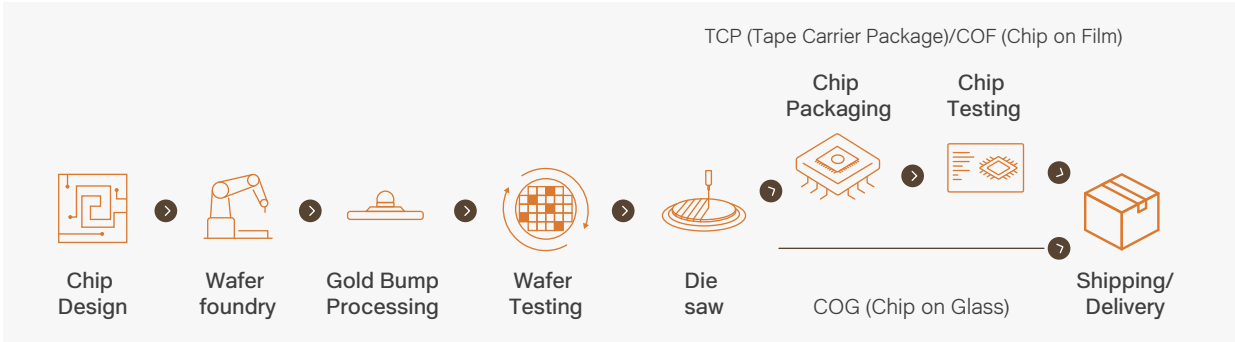 TCP (Tape Carrier Package)/COF (Chip on Film)
Chip
Packaging
Chip
Testing
Chip
Design
Wafer
foundry
Gold Bump
Processing
Wafer
Testing
Die
saw
COG (Chip on Glass)
Shipping/
Delivery